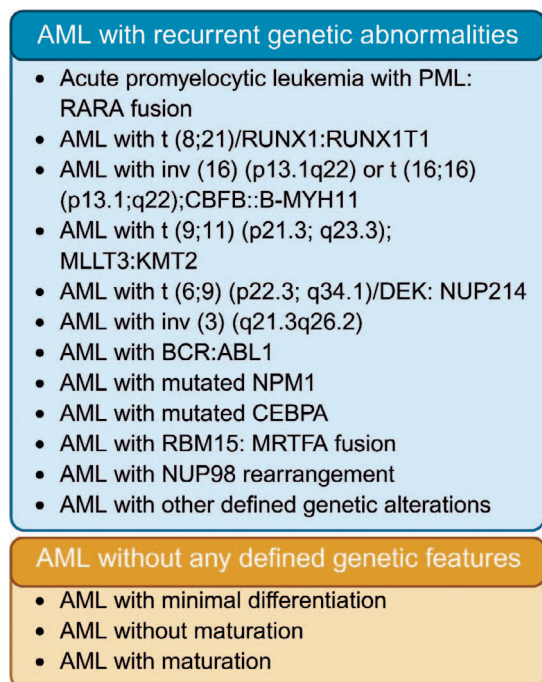 AML with recurrent genetic abnormalities
• Acute promyelocytic leukemia with PML:
RARA fusion
• AML with t (8;21)/RUNX1:RUNX1T1
• AML with inv (16) (p13.1q22) or t (16;16)
(p13.1;q22);CBFB::B-MYH11
• AML with t (9;11) (p21.3; q23.3);
MLLT3:KMT2
• AML with t (6;9) (p22.3; q34.1)/DEK: NUP214
• AML with inv (3) (q21.3q26.2)
• AML with BCR:ABL1
• AML with mutated NPM1
• AML with mutated CEBPA
• AML with RBM15: MRTFA fusion
• AML with NUP98 rearrangement
• AML with other defined genetic alterations
AML without any defined genetic features
• AML with minimal differentiation
• AML without maturation
• AML with maturation